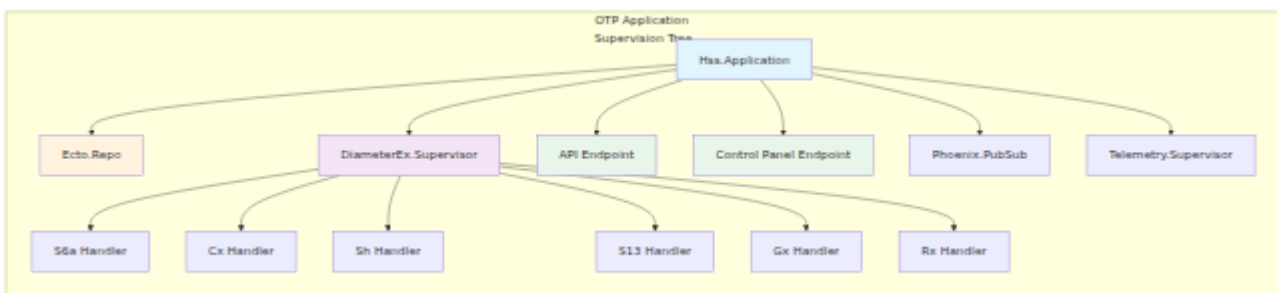 OTP Application
Supervision Tree
Hss.Application
Ecto.Repo
DiameterEx.Supervisor
API Endpoint
Control Panel Endpoint
Phoenix.PubSub
Telemetry.Supervisor
S6a Handler
Cx Handler
Sh Handler
S13 Handler
Gx Handler
Rx Handler